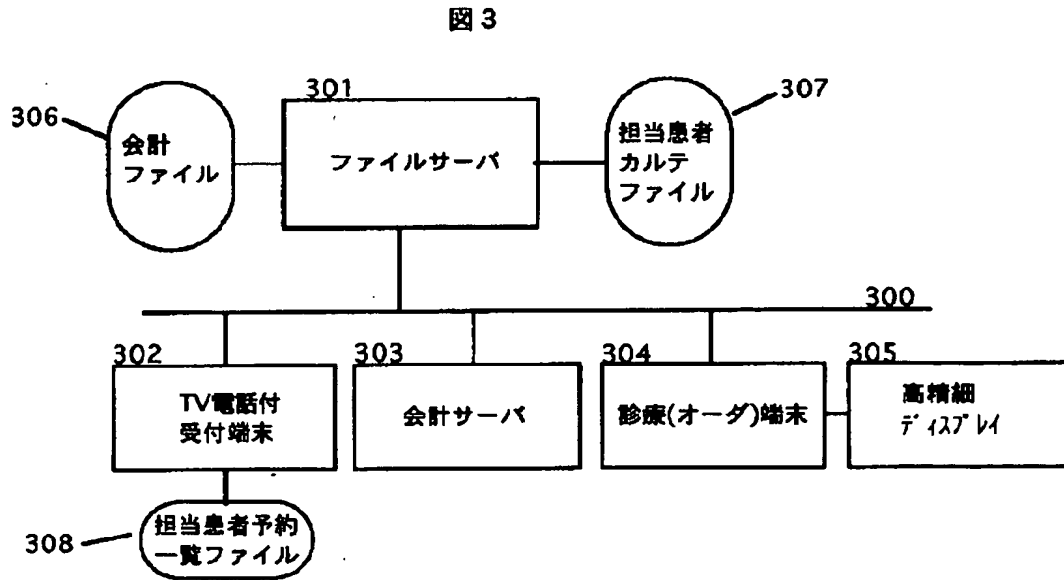 図3
306
会計
ファイル
301
ファイルサーバ
307
担当患者
カルテ
ファイル
300
302
TV電話付
受付端末
303
会計サーバ
304
診療(オーダ)端末
305
高精細
ディスプレイ
308
担当患者予約
一覧ファイル